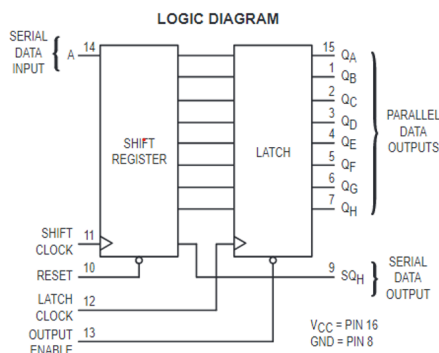 LOGIC DIAGRAM
SERIAL
DATA
INPUT
A
14
SHIFT
REGISTER
LATCH
15 QA
1 QB
2 QC
3 QD
4 QE
5 QF
6 QG
7 QH
PARALLEL
DATA
OUTPUTS
SHIFT
CLOCK
11
RESET
10
LATCH
CLOCK
12
OUTPUT
ENABLE
13
9 SQH
SERIAL
DATA
OUTPUT
VCC = PIN 16
GND = PIN 8